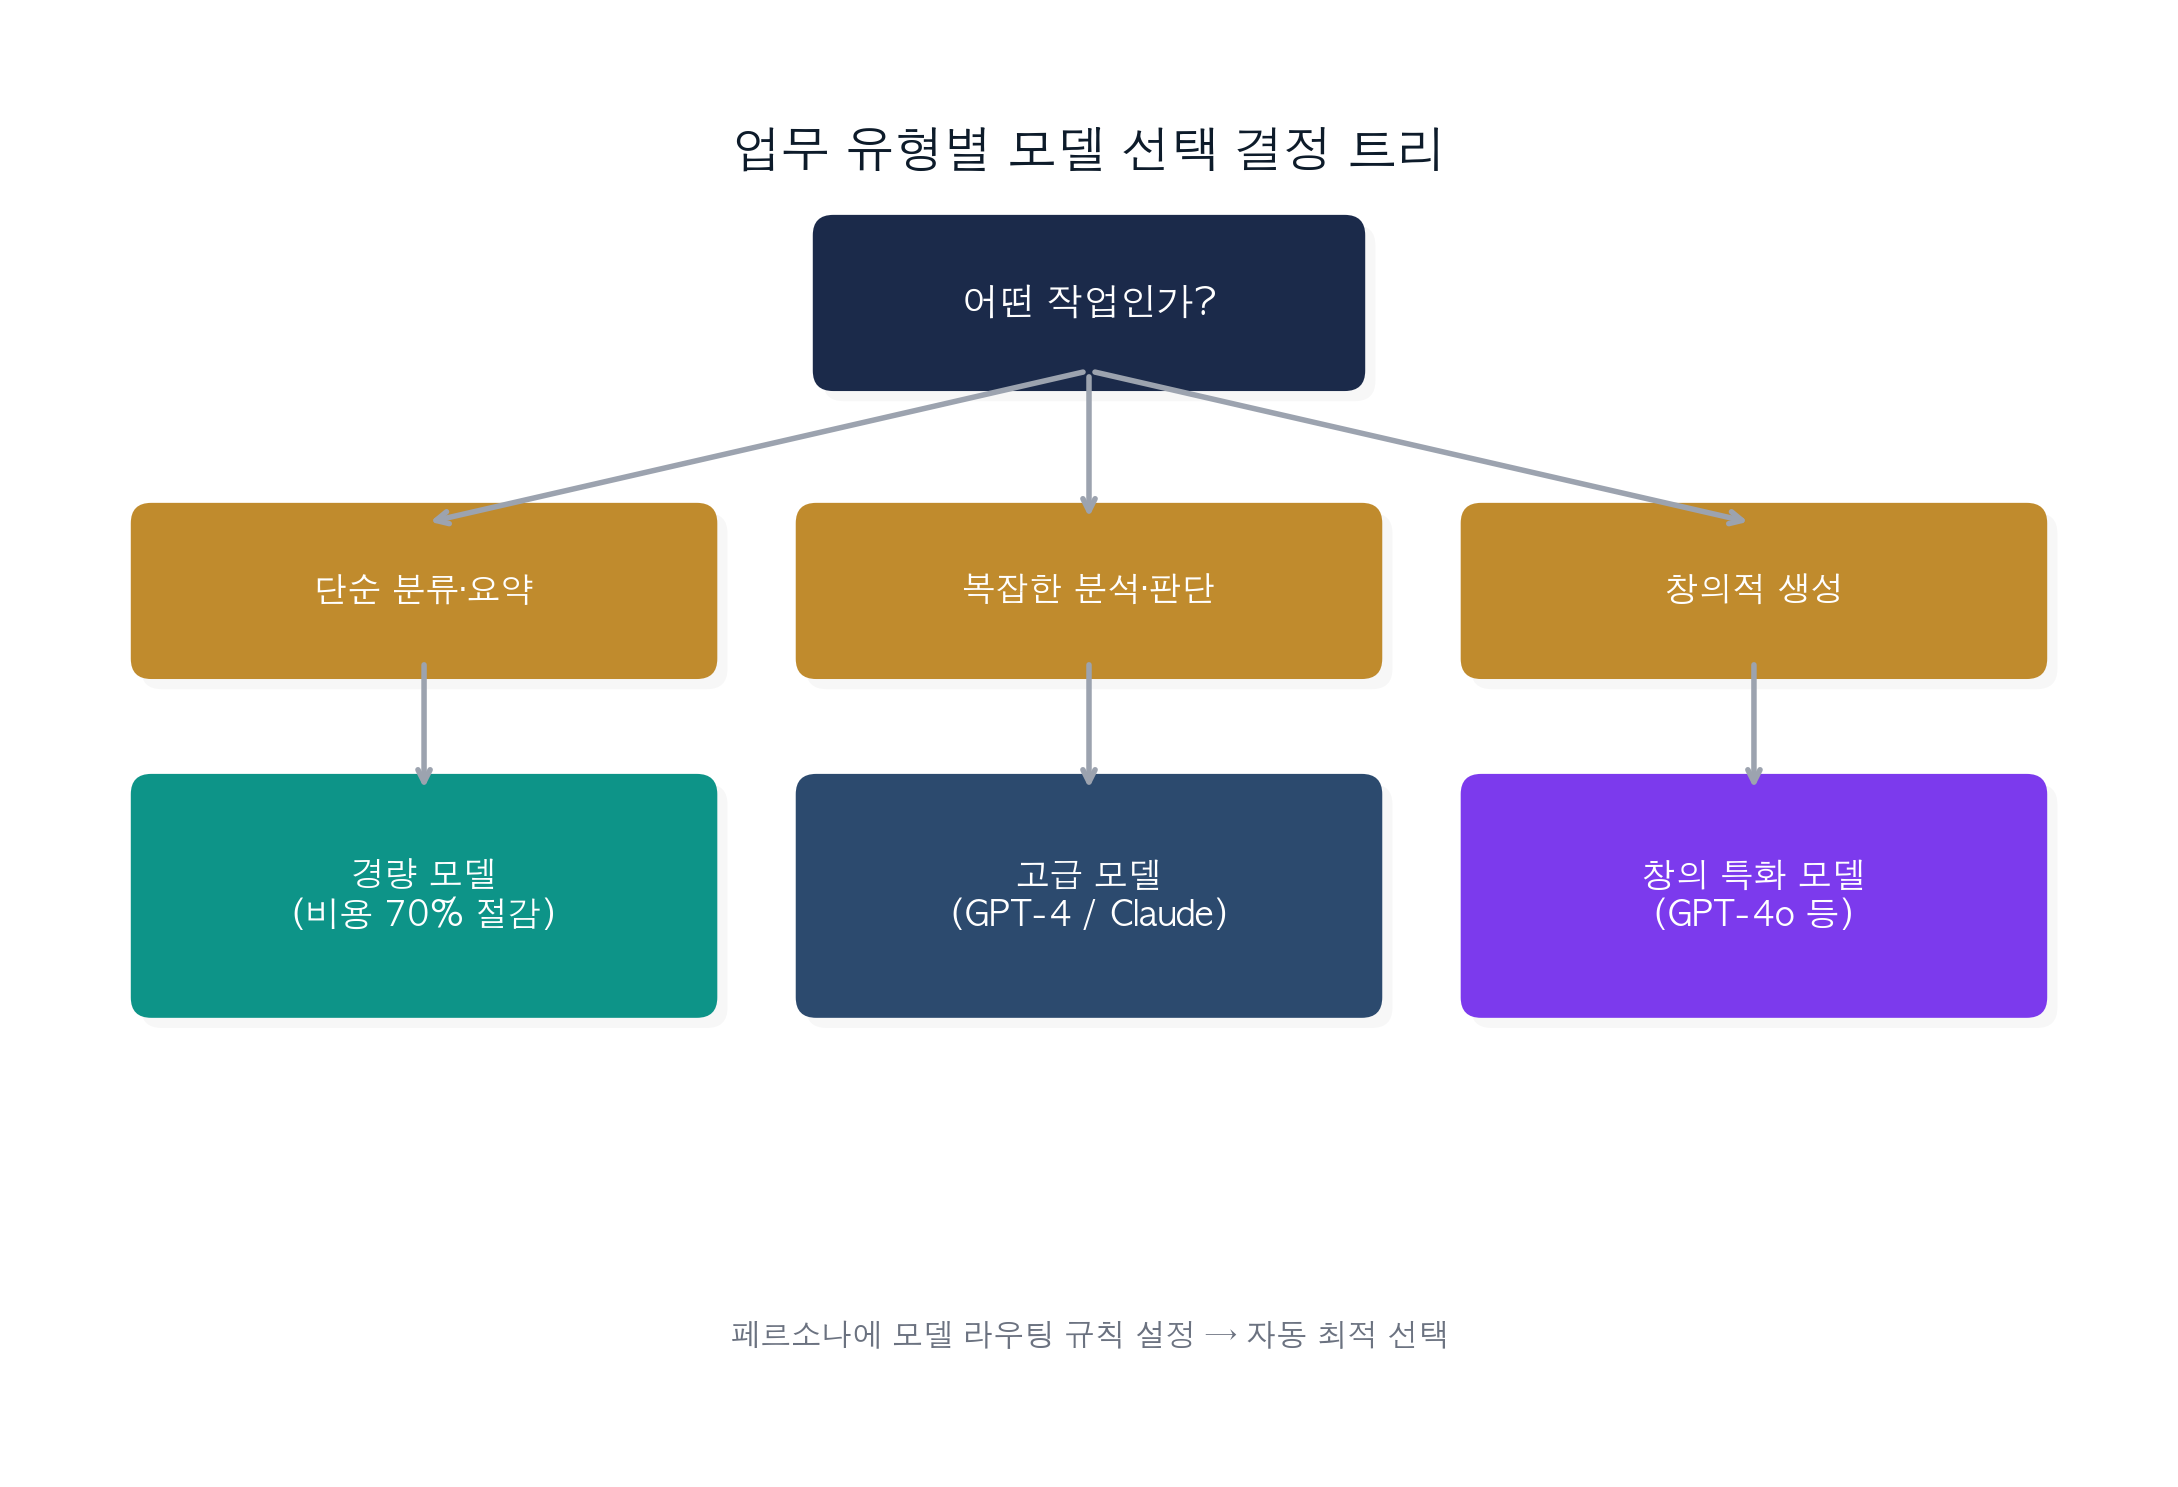 업무 유형별 모델 선택 결정 트리
어떤 작업인가?
단순 분류·요약
복잡한 분석·판단
창의적 생성
경량 모델
(비용 70% 절감)
고급 모델
(GPT-4 / Claude)
창의 특화 모델
(GPT-4o 등)
페르소나에 모델 라우팅 규칙 설정 → 자동 최적 선택